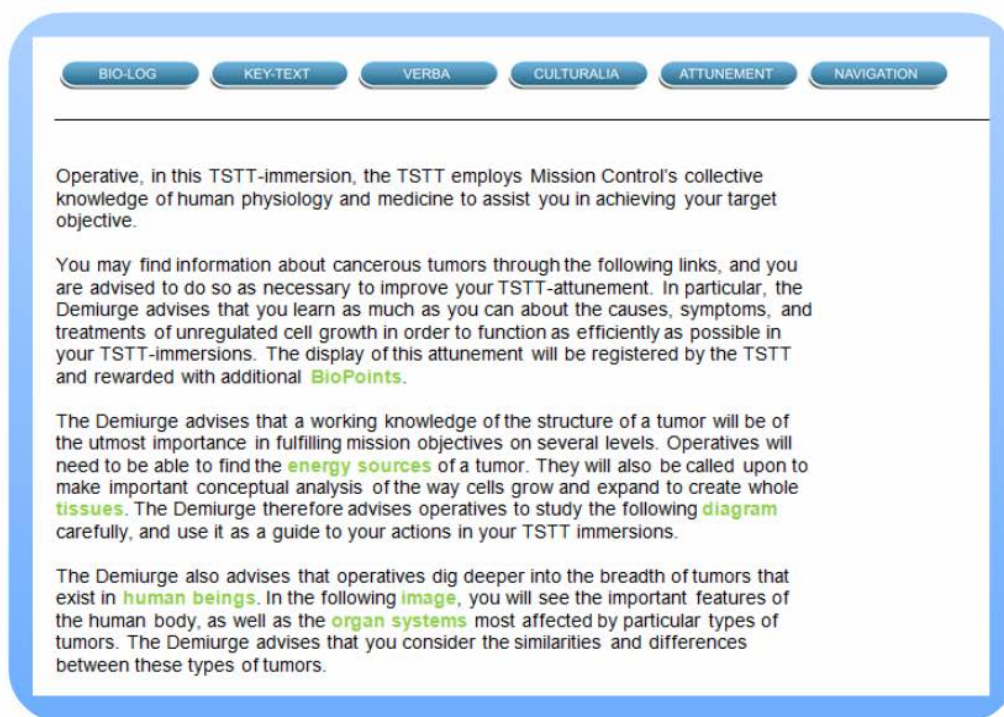 BIO-LOG KEY-TEXT VERBA CULTURALIA ATTUNEMENT NAVIGATION
Operative, in this TSTT-immersion, the TSTT employs Mission Control's collective
knowledge of human physiology and medicine to assist you in achieving your target
objective.
You may find information about cancerous tumors through the following links, and you
are advised to do so as necessary to improve your TSTT-attunement. In particular, the
Demiurge advises that you learn as much as you can about the causes, symptoms, and
treatments of unregulated cell growth in order to function as efficiently as possible in
your TSTT-immersions. The display of this attunement will be registered by the TSTT
and rewarded with additional BioPoints.
The Demiurge advises that a working knowledge of the structure of a tumor will be of
the utmost importance in fulfilling mission objectives on several levels. Operatives will
need to be able to find the energy sources of a tumor. They will also be called upon to
make important conceptual analysis of the way cells grow and expand to create whole
tissues. The Demiurge therefore advises operatives to study the following diagram
carefully, and use it as a guide to your actions in your TSTT immersions.
The Demiurge also advises that operatives dig deeper into the breadth of tumors that
exist in human beings. In the following image, you will see the important features of
the human body, as well as the organ systems most affected by particular types of
tumors. The Demiurge advises that you consider the similarities and differences
between these types of tumors.